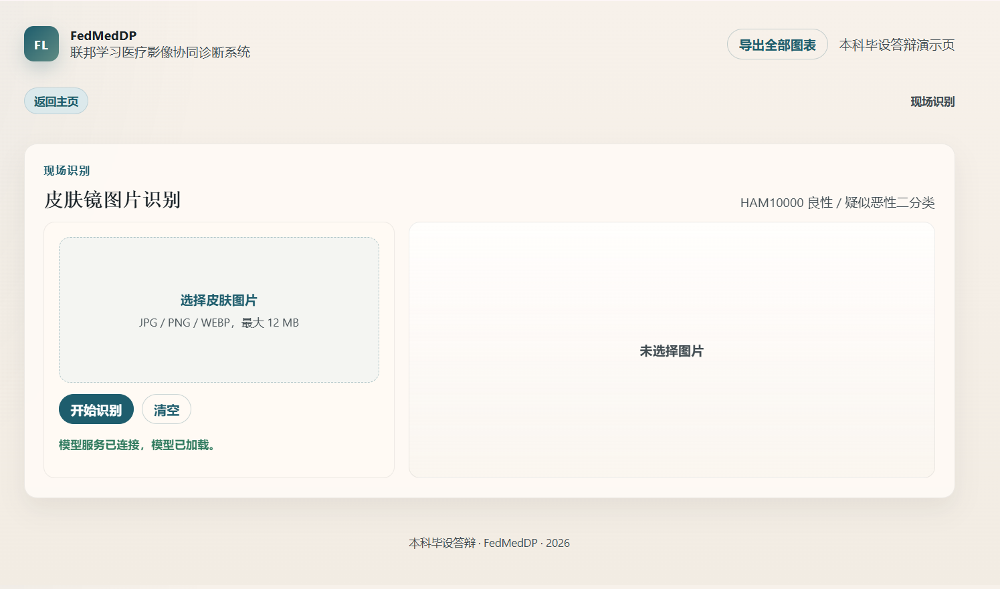 FL
FedMedDP
联邦学习医疗影像协同诊断系统
导出全部图表
本科毕设答辩演示页
返回主页
现场识别
现场识别
皮肤镜图片识别
HAM10000 良性 / 疑似恶性二分类
选择皮肤图片
JPG / PNG / WEBP，最大 12 MB
未选择图片
开始识别
清空
模型服务已连接，模型已加载。
本科毕设答辩 · FedMedDP · 2026